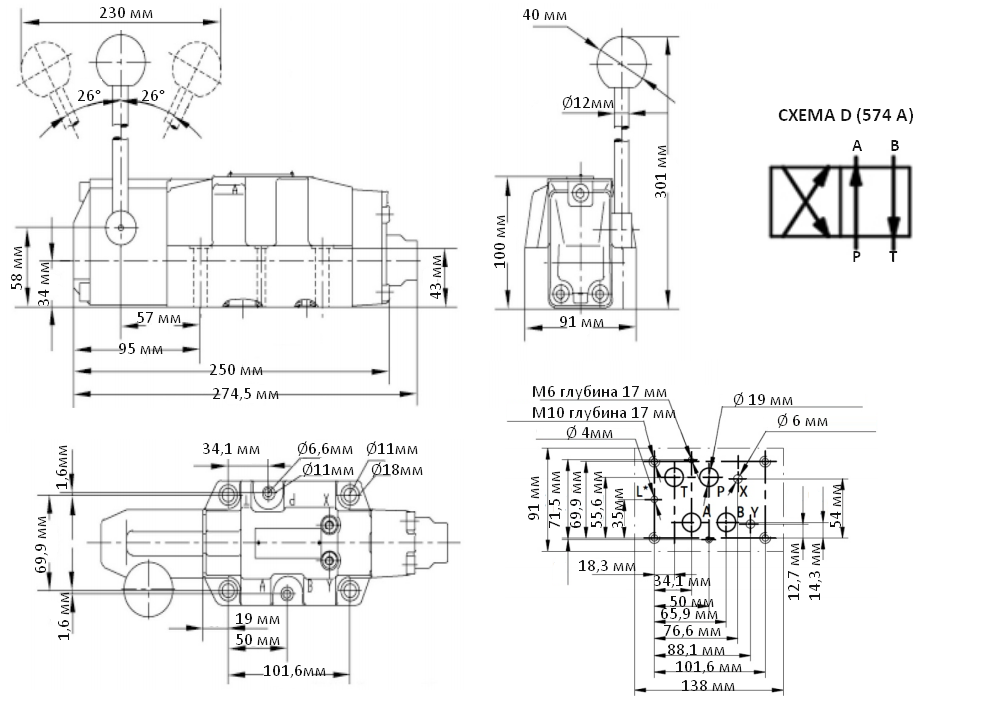 230 мм
26°
26°
A
58 мм
34 мм
43 мм
57 мм
95 мм
250 мм
274,5 мм
40 мм
Ø12мм
301 мм
100 мм
91 мм
СХЕМА D (574 A)
A B
P T
34,1 мм
Ø6,6мм
Ø11мм
Ø11мм
Ø18мм
1,6мм
69,9 мм
1,6 мм
L
d
X
A
B
Y
19 мм
50 мм
101,6мм
М6 глубина 17 мм
М10 глубина 17 мм
Ø 4мм
Ø 19 мм
Ø 6 мм
91 мм
71,5 мм
69,9 мм
55,6 мм
35мм
L
T
P
X
A
B
Y
54 мм
12,7 мм
14,3 мм
18,3 мм
34,1 мм
50 мм
65,9 мм
76,6 мм
88,1 мм
101,6 мм
138 мм